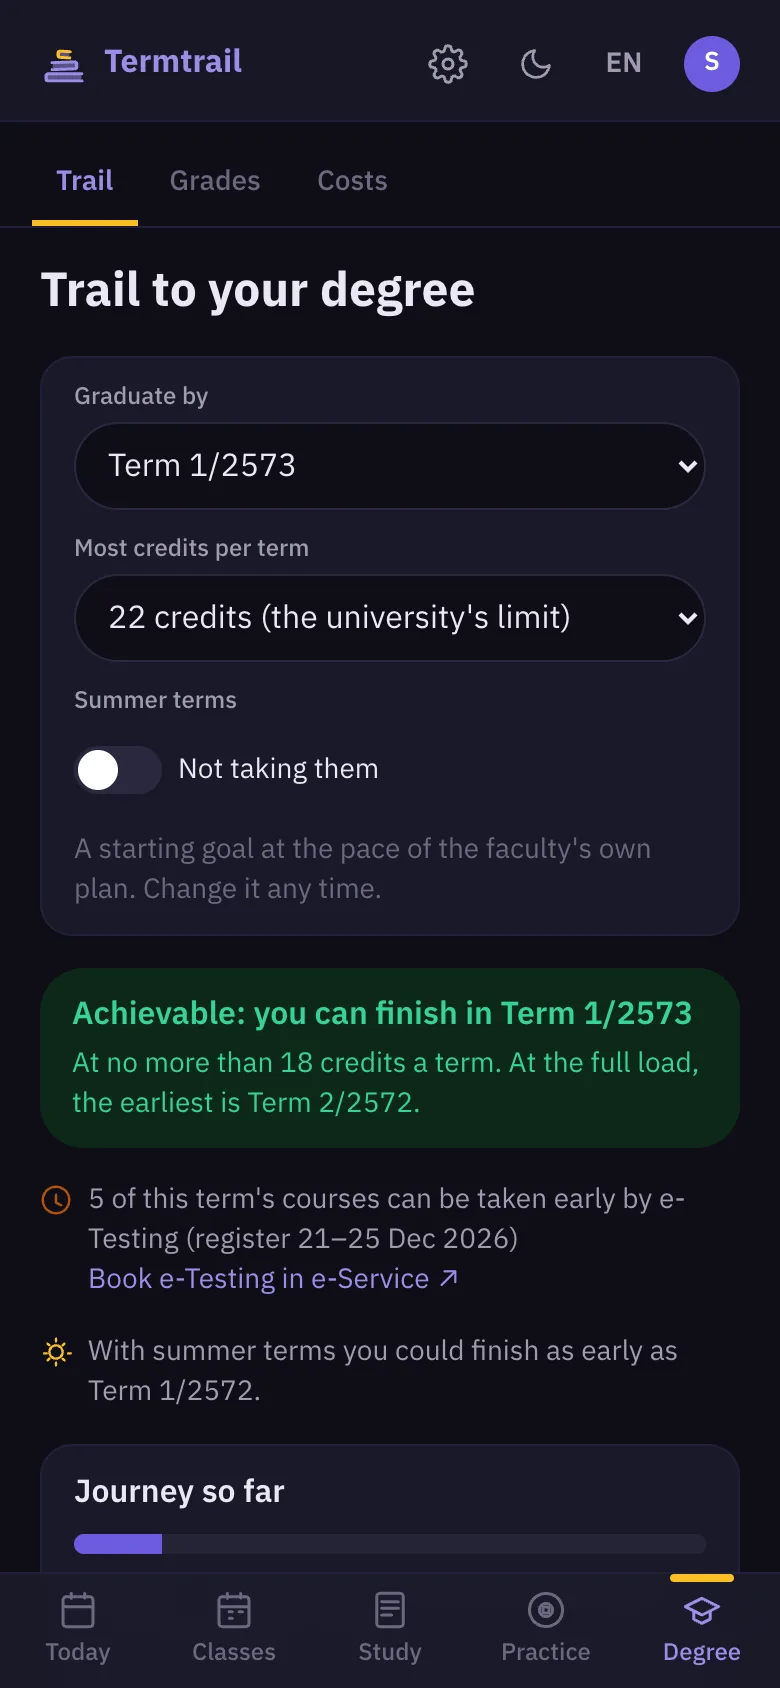 Termtrail
EN
S
Trail
Grades
Costs
Trail to your degree
Graduate by
Term 1/2573
Most credits per term
22 credits (the university's limit)
Summer terms
Not taking them
A starting goal at the pace of the faculty's own
plan. Change it any time.
Achievable: you can finish in Term 1/2573
At no more than 18 credits a term. At the full load,
the earliest is Term 2/2572.
5 of this term's courses can be taken early by e-
Testing (register 21–25 Dec 2026)
Book e-Testing in e-Service ↗
With summer terms you could finish as early as
Term 1/2572.
Journey so far
Today
Classes
Study
Practice
Degree